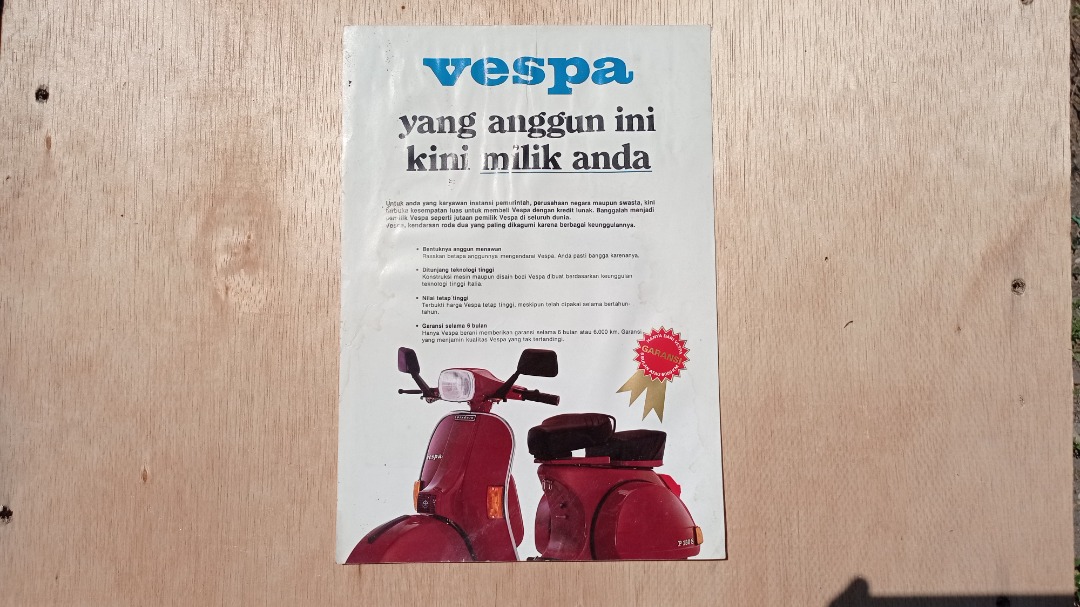 vespa
yang anggun ini
kini milik anda
Untuk anda yang karyawan instansi pemerintah, perusahaan negara maupun swasta, kini
terbuka kesempatan luas untuk membeli Vespa dengan kredit lunak. Banggalah menjadi
pemilik Vespa seperti jutaan pemilik Vespa di seluruh dunia.
Vespa, kendaraan roda dua yang paling dikagumi karena berbagai keunggulannya.
• Bentuknya anggun menawan
Rasakan betapa anggunnya mengendarai Vespa. Anda pasti bangga karenanya.
• Ditunjang teknologi tinggi
Konstruksi mesin maupun disain bodi Vespa dibuat berdasarkan keunggulan
teknologi tinggi Italia.
• Nilai tetap tinggi
Terbukti harga Vespa tetap tinggi, meskipun telah dipakai selama bertahun-
tahun.
• Garansi selama 6 bulan
Hanya Vespa berani memberikan garansi selama 6 bulan atau 6.000 km. Garansi
yang menjamin kualitas Vespa yang tak tertandingi.
GARANSI
Vespa